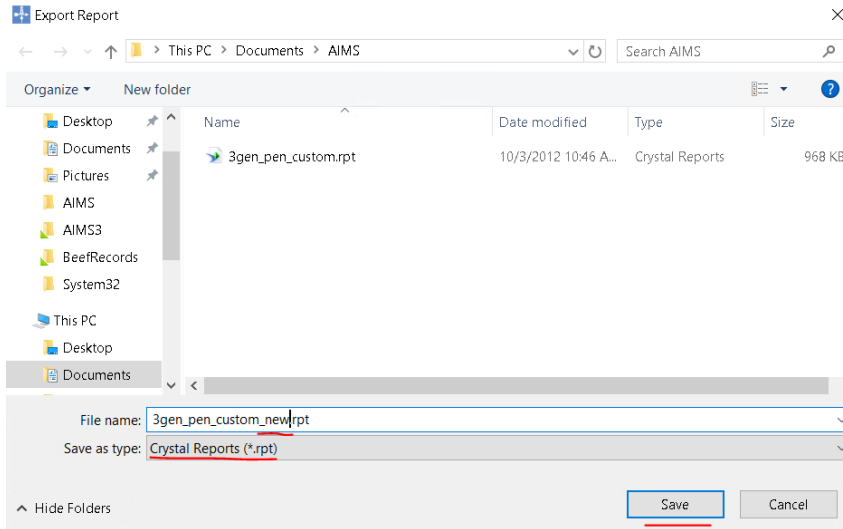 Export Report
This PC > Documents > AIMS
Search AIMS
Organize
New folder
?
Name
Date modified
Type
Size
Desktop
Documents
Pictures
AIMS
AIMS3
BeefRecords
System32
This PC
Desktop
Documents
3gen_pen_custom.rpt
10/3/2012 10:46 A...
Crystal Reports
968 KB
File name: 3gen_pen_custom_new.rpt
Save as type: Crystal Reports (*.rpt)
Hide Folders
Save
Cancel